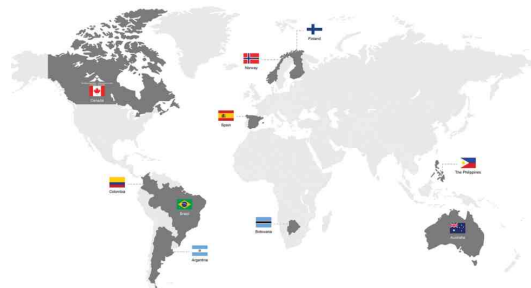 Finland
Norway
Canada
Spain
The Philippines
Colombia
Brazil
Botswana
Australia
Argentina